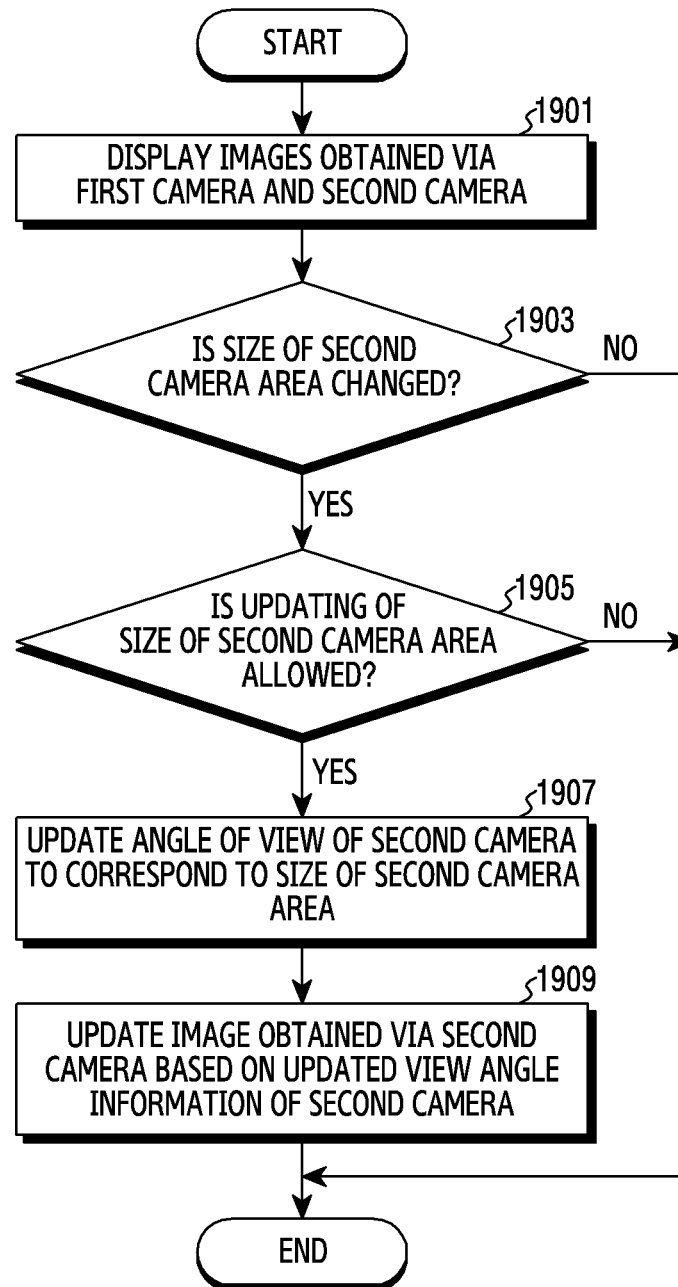 START
1901
DISPLAY IMAGES OBTAINED VIA
FIRST CAMERA AND SECOND CAMERA
1903
IS SIZE OF SECOND
CAMERA AREA CHANGED?
NO
YES
1905
IS UPDATING OF
SIZE OF SECOND CAMERA AREA
ALLOWED?
NO
YES
1907
UPDATE ANGLE OF VIEW OF SECOND CAMERA
TO CORRESPOND TO SIZE OF SECOND CAMERA
AREA
1909
UPDATE IMAGE OBTAINED VIA SECOND
CAMERA BASED ON UPDATED VIEW ANGLE
INFORMATION OF SECOND CAMERA
END